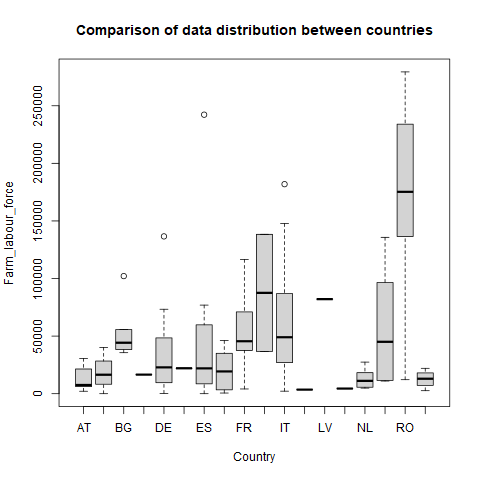 Comparison of data distribution between countries
Farm_labour_force
250000
200000
150000
100000
50000
0
AT BG DE ES FR IT LV NL RO
Country